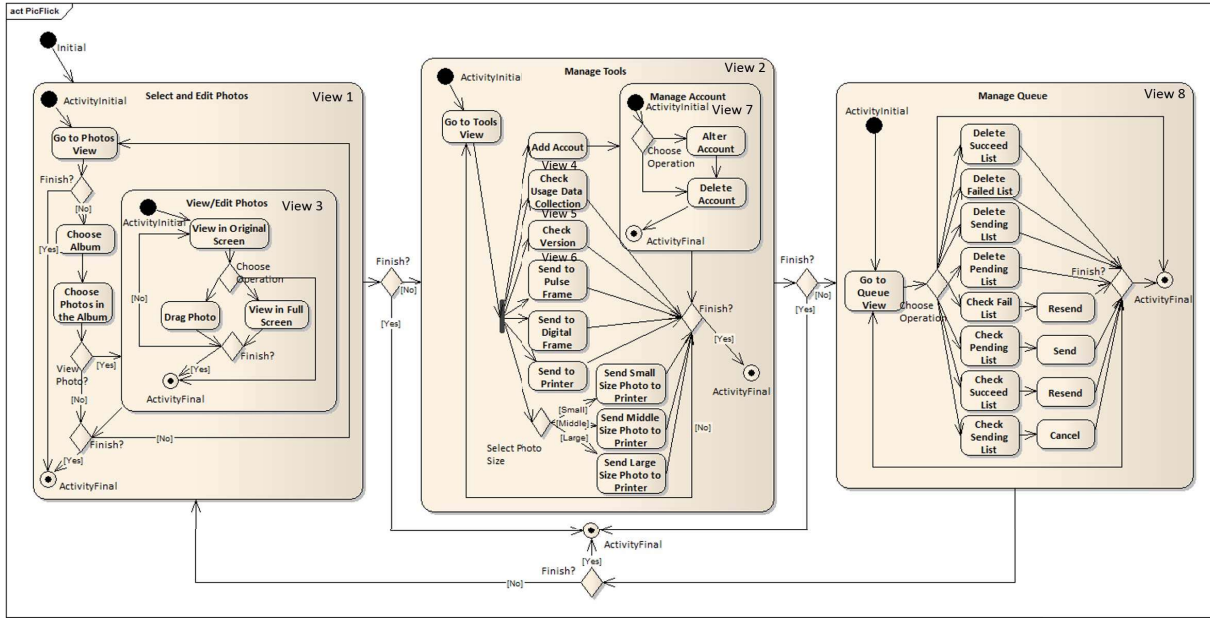 act PicFlick
Initial
Select and Edit Photos
View 1
ActivityInitial
Go to Photos
View
Finish?
[No]
[Yes]
Choose
Album
Choose
Photos in
the Album
View
Photo?
[Yes]
[No]
Finish?
[No]
[Yes]
ActivityFinal
View/Edit Photos
View 3
ActivityInitial
View in Original
Screen
Choose
Operation
[No]
Drag Photo
View in Full
Screen
Finish?
[Yes]
ActivityFinal
Finish?
[No]
[Yes]
Manage Tools
View 2
ActivityInitial
Go to Tools
View
Add Accout
View 4
Check
Usage Data
Collection
View 5
Check
Version
View 6
Send to
Pulse Frame
Send to
Digital
Frame
Send to
Printer
Select Photo
Size
[Small]
[Middle]
[Large]
Send Small
Size Photo to
Printer
Send Middle
Size Photo to
Printer
Send Large
Size Photo to
Printer
Manage Account
View 7
ActivityInitial
Choose
Operation
Alter
Account
Delete
Account
ActivityFinal
Finish?
[Yes]
[No]
ActivityFinal
Finish?
[No]
[Yes]
Manage Queue
View 8
ActivityInitial
Go to
Queue
View
Choose
Operation
Delete
Succeed
List
Delete
Failed List
Delete
Sending
LIst
Delete
Pending
List
Check Fail
List
Resend
Check
Pending
List
Send
Check
Succeed
List
Resend
Check
Sending
List
Cancel
Finish?
ActivityFinal
ActivityFinal
[Yes]
Finish?
[No]